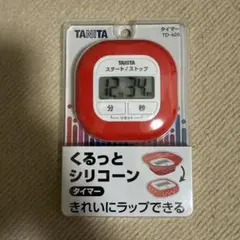 TANITA
タイマー
TD-420
TANITA
スタート/ストップ
12:34
分
秒
くるっと
シリコーン
タイマー
きれいにラップできる